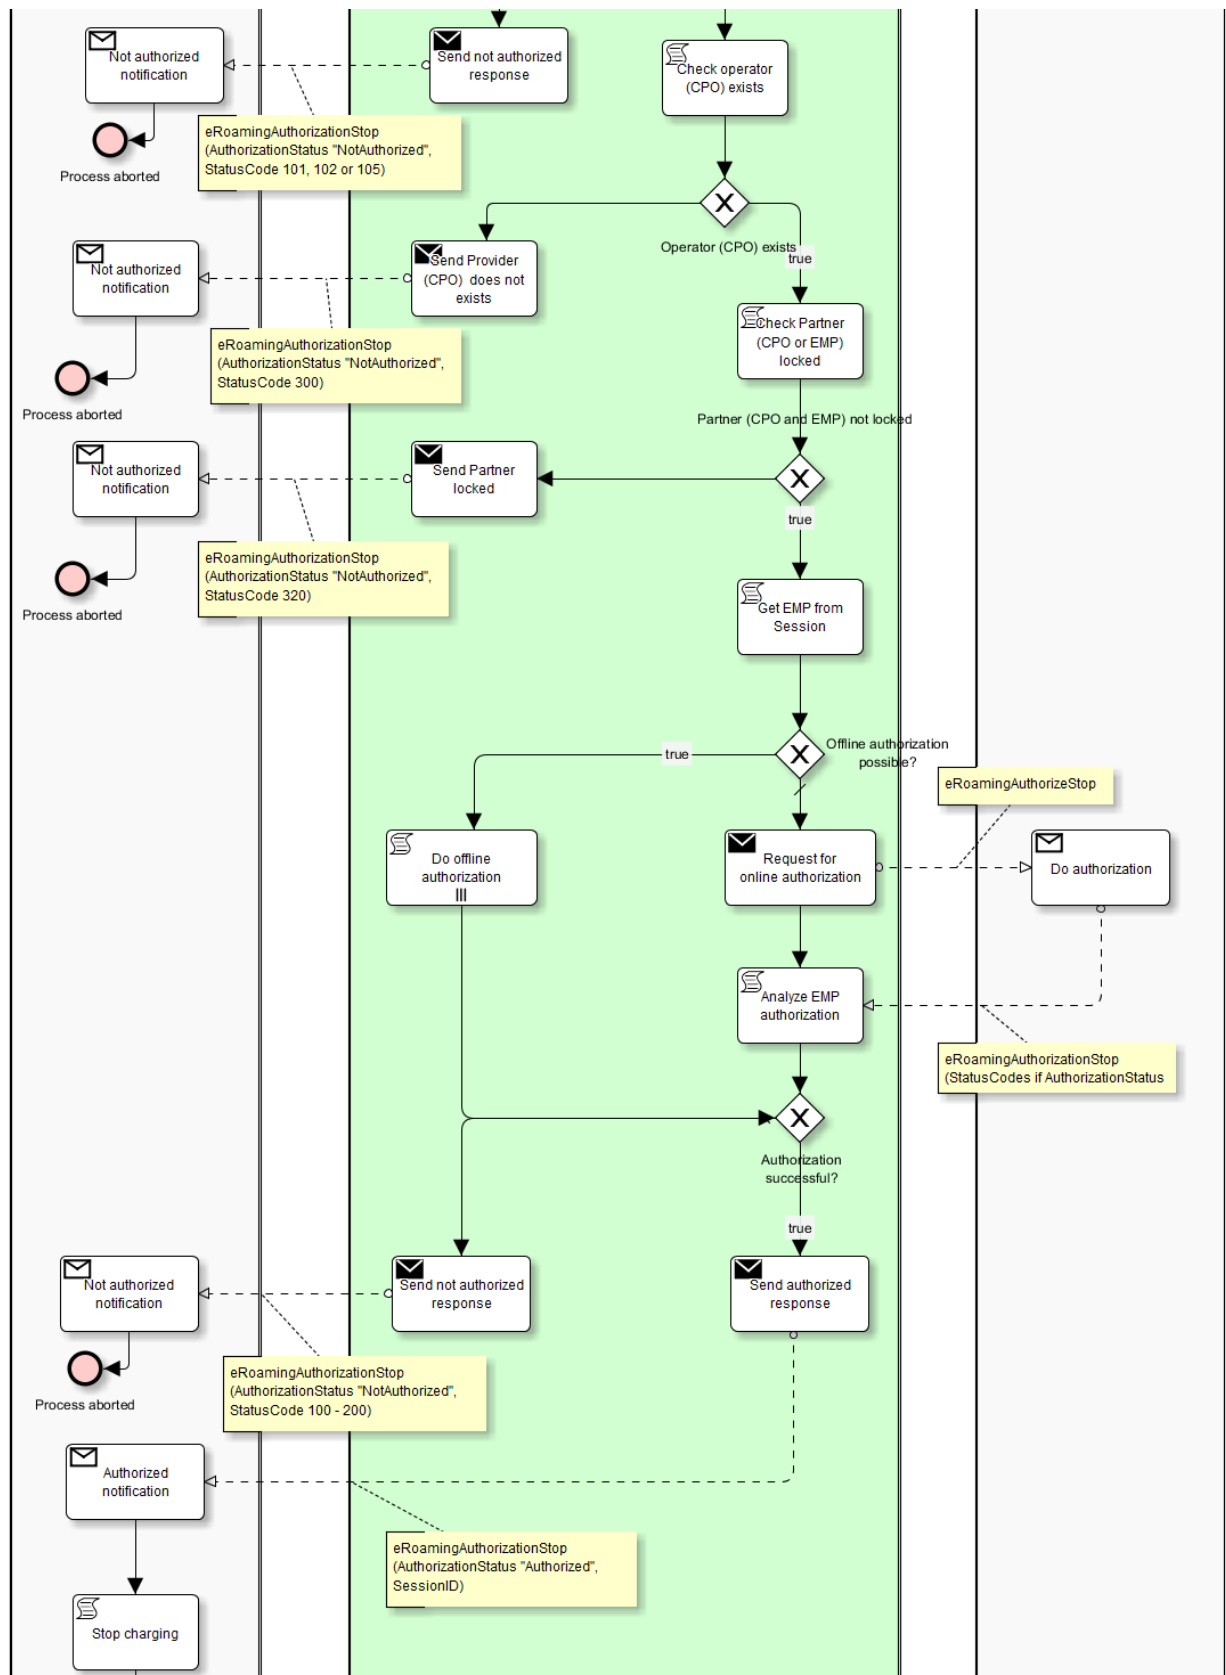 Not authorized
notification
Send not authorized
response
Check operator
(CPO) exists
eRoamingAuthorizationStop
(AuthorizationStatus "NotAuthorized",
StatusCode 101, 102 or 105)
Process aborted
Operator (CPO) exists
true
Not authorized
notification
Send Provider
(CPO)  does not
exists
Check Partner
(CPO or EMP)
locked
eRoamingAuthorizationStop
(AuthorizationStatus "NotAuthorized",
StatusCode 300)
Process aborted
Partner (CPO and EMP) not locked
Not authorized
notification
Send Partner
locked
true
eRoamingAuthorizationStop
(AuthorizationStatus "NotAuthorized",
StatusCode 320)
Process aborted
Get EMP from
Session
true
Offline authorization
possible?
eRoamingAuthorizeStop
Do offline
authorization
Request for
online authorization
Do authorization
Analyze EMP
authorization
eRoamingAuthorizationStop
(StatusCodes if AuthorizationStatus
Authorization
successful?
true
Not authorized
notification
Send not authorized
response
Send authorized
response
eRoamingAuthorizationStop
(AuthorizationStatus "NotAuthorized",
StatusCode 100 - 200)
Process aborted
Authorized
notification
eRoamingAuthorizationStop
(AuthorizationStatus "Authorized",
SessionID)
Stop charging